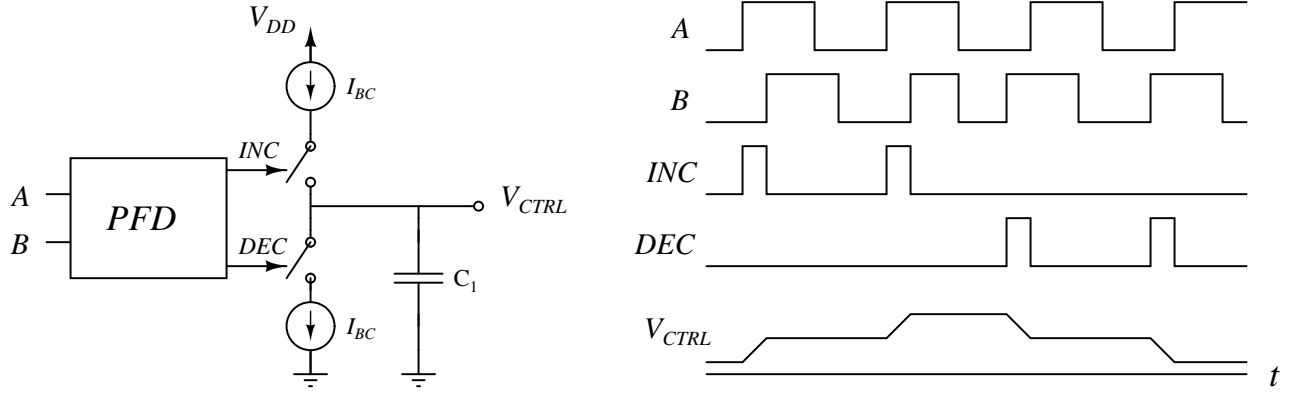 V_DD
I_BC
INC
A
PFD
V_CTRL
B
DEC
C_1
I_BC
A
B
INC
DEC
V_CTRL
t